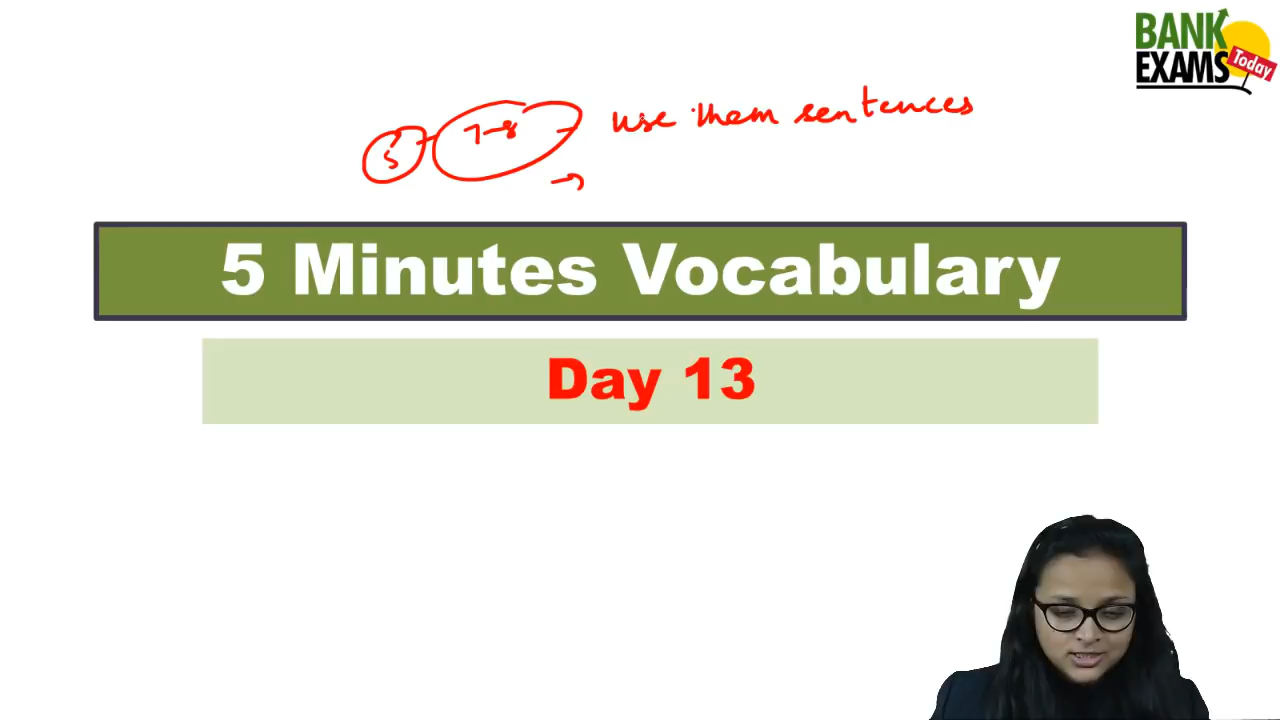 BANK
EXAMS Today
5 7-8 use them sentences
5 Minutes Vocabulary
Day 13